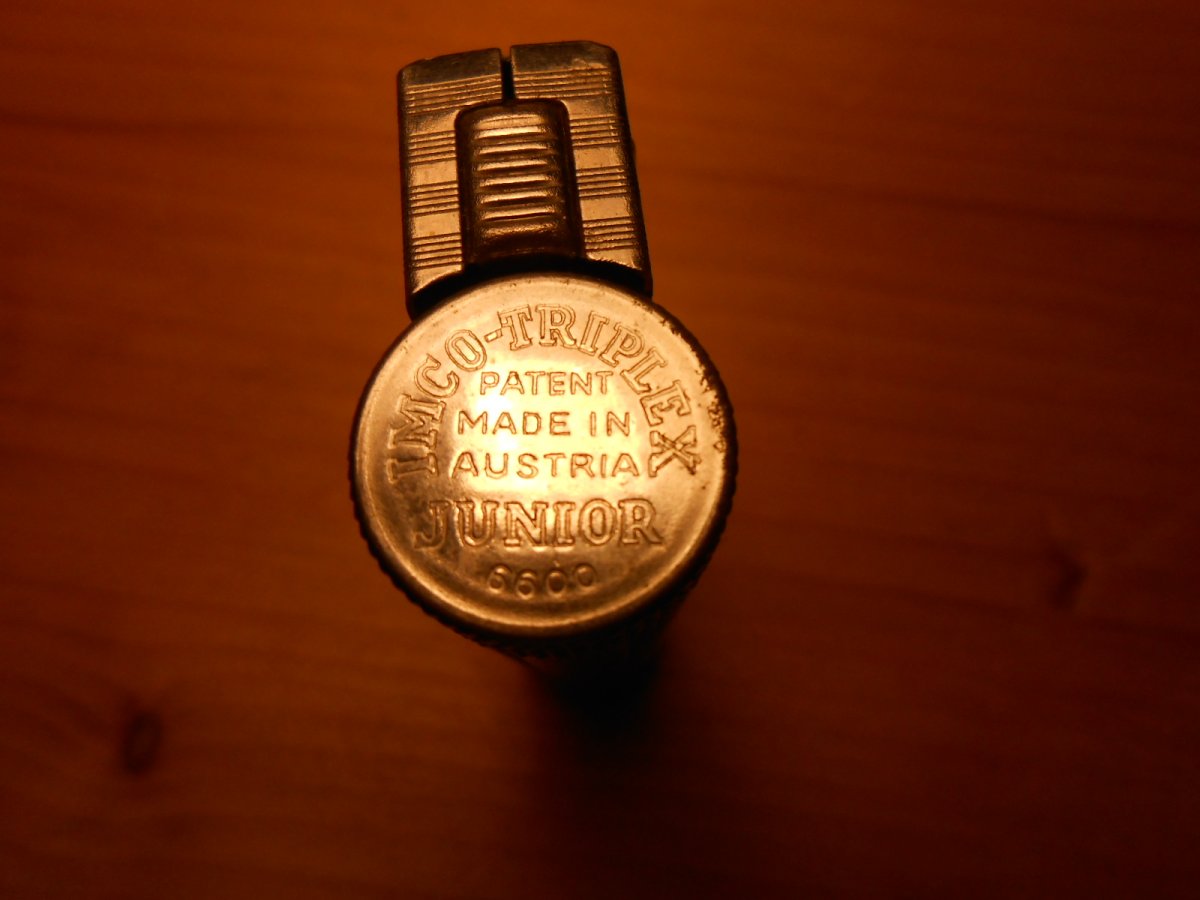 IMCO-TRIPLEX
PATENT
MADE IN
AUSTRIA
JUNIOR
6600